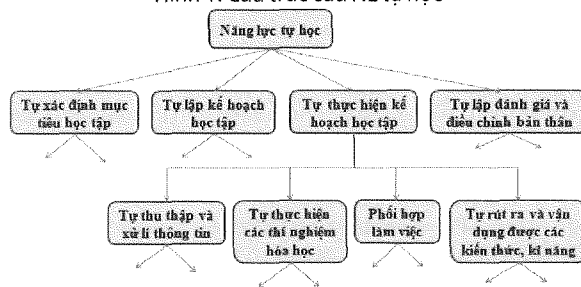 Năng lực tự học
Tự xác định mục
tiêu học tập
Tự lập kế hoạch
học tập
Tự thực hiện kế
hoạch học tập
Tự lập đánh giá và
điều chỉnh bản thân
Tự thu thập và
xử lí thông tin
Tự thực hiện
các thí nghiệm
hóa học
Phối hợp
làm việc
Tự rút ra và vận
dụng được các
kiến thức, kĩ năng